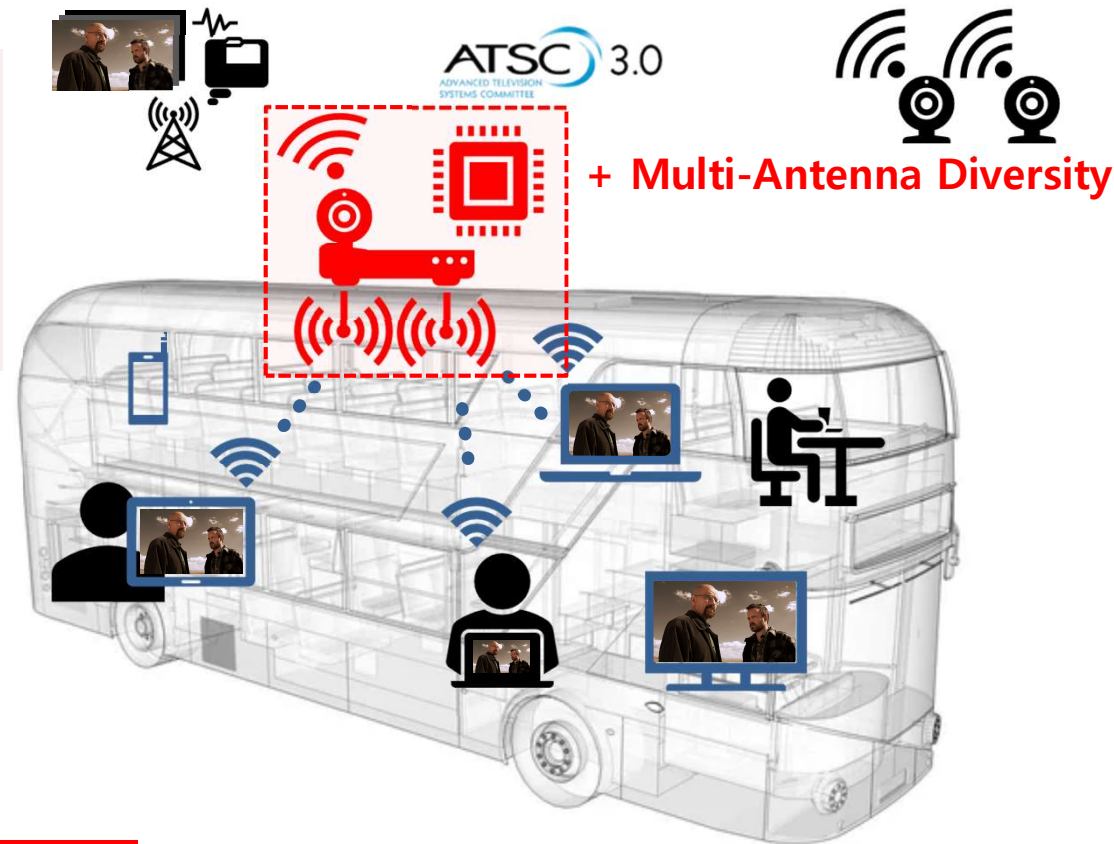 ATSC 3.0
ADVANCED TELEVISION
SYSTEMS COMMITTEE
+ Multi-Antenna Diversity